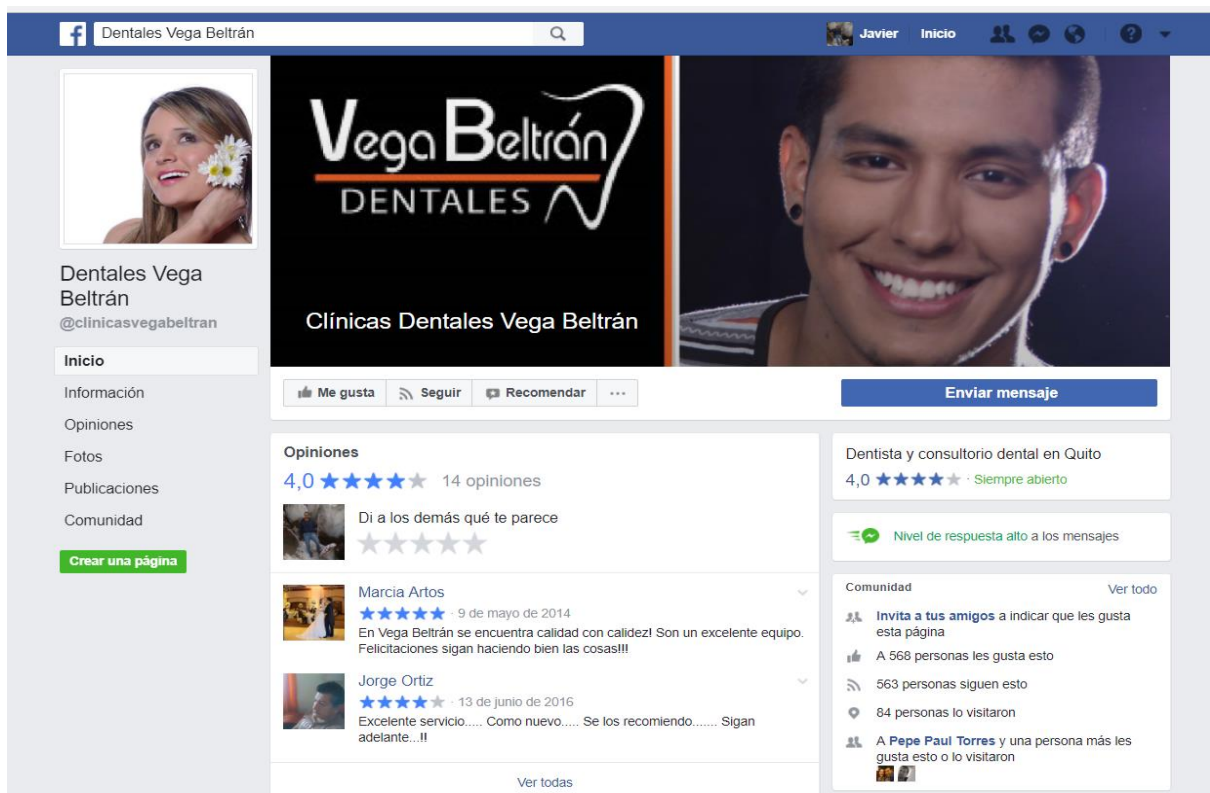 Dentales Vega Beltrán
Javier Inicio
Vega Beltrán
DENTALES
Clínicas Dentales Vega Beltrán
Dentales Vega
Beltrán
@clinicasvegabeltran
Inicio
Información
Opiniones
Fotos
Publicaciones
Comunidad
Crear una página
Me gusta Seguir Recomendar ...
Enviar mensaje
Opiniones
4,0 14 opiniones
Di a los demás qué te parece
Marcia Artos
· 9 de mayo de 2014
En Vega Beltrán se encuentra calidad con calidez! Son un excelente equipo.
Felicitaciones sigan haciendo bien las cosas!!!
Jorge Ortiz
· 13 de junio de 2016
Excelente servicio..... Como nuevo..... Se los recomiendo....... Sigan
adelante...!!
Ver todas
Dentista y consultorio dental en Quito
4,0 · Siempre abierto
Nivel de respuesta alto a los mensajes
Comunidad Ver todo
Invita a tus amigos a indicar que les gusta
esta página
A 568 personas les gusta esto
563 personas siguen esto
84 personas lo visitaron
A Pepe Paul Torres y una persona más les
gusta esto o lo visitaron